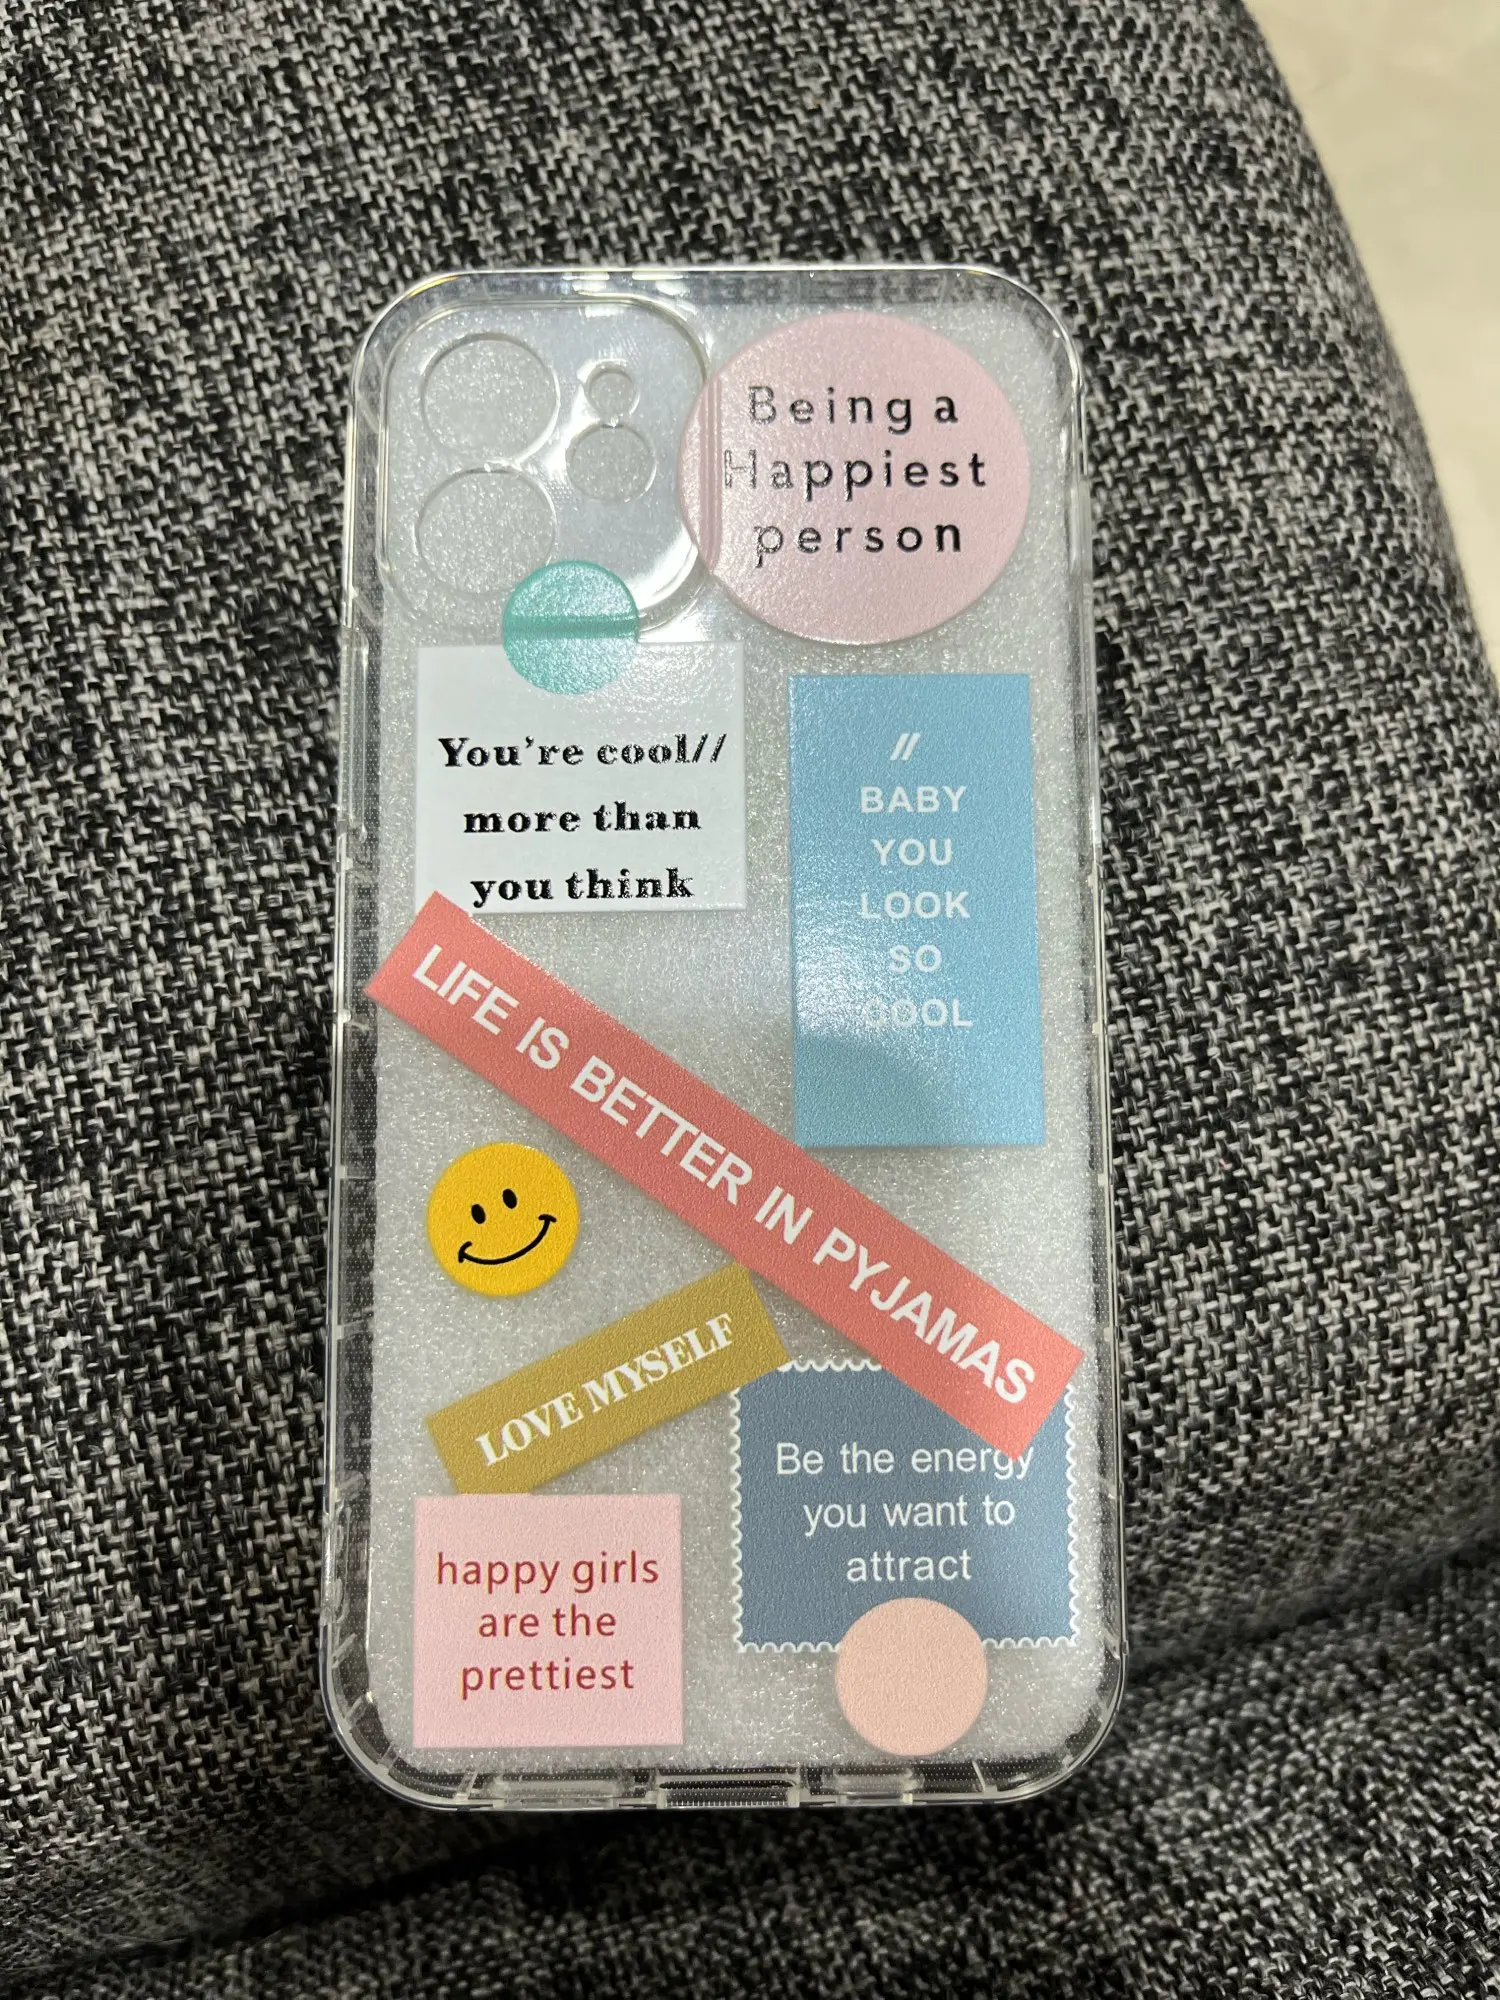 Being a
Happiest
person
You're cool//
more than
you think
//
BABY
YOU
LOOK
SO
COOL
LIFE IS BETTER IN PYJAMAS
LOVE MYSELF
Be the energy
you want to
attract
happy girls
are the
prettiest